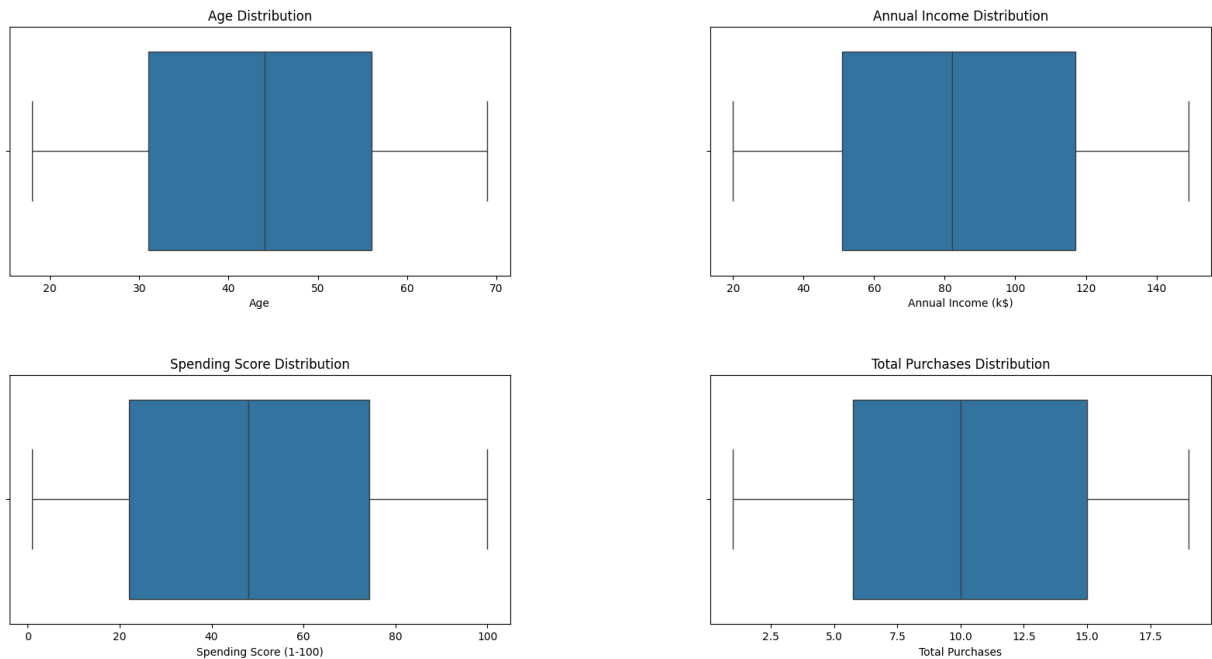 Age Distribution
20 30 40 50 60 70
Age
Annual Income Distribution
20 40 60 80 100 120 140
Annual Income (k$)
Spending Score Distribution
0 20 40 60 80 100
Spending Score (1-100)
Total Purchases Distribution
2.5 5.0 7.5 10.0 12.5 15.0 17.5
Total Purchases